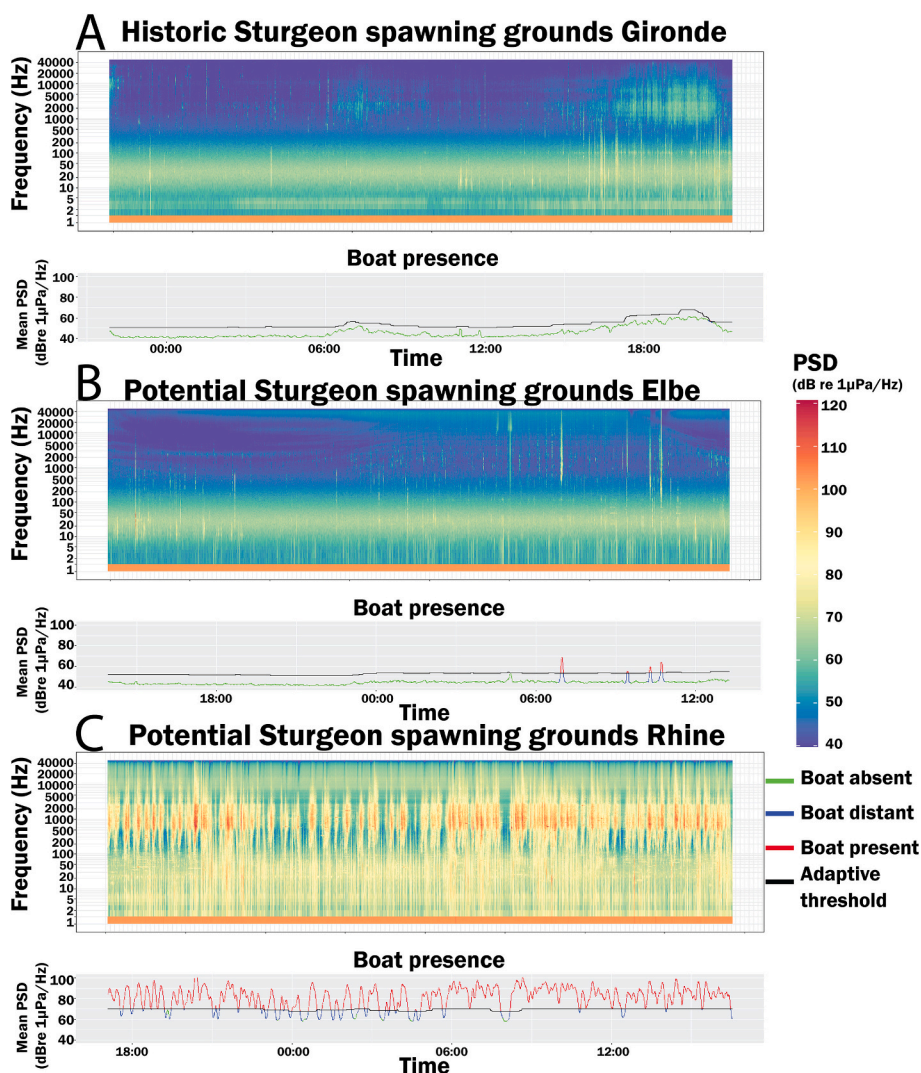 A Historic Sturgeon spawning grounds Gironde
Frequency (Hz)
40000
20000
10000
5000
2000
1000
500
200
100
50
20
10
5
2
1
Boat presence
Mean PSD
(dBre 1µPa/Hz)
100
80
60
40
00:00 06:00 12:00 18:00
Time
B Potential Sturgeon spawning grounds Elbe
Frequency (Hz)
40000
20000
10000
5000
2000
1000
500
200
100
50
20
10
5
2
1
Boat presence
Mean PSD
(dBre 1µPa/Hz)
100
80
60
40
18:00 00:00 06:00 12:00
Time
C Potential Sturgeon spawning grounds Rhine
Frequency (Hz)
40000
20000
10000
5000
2000
1000
500
200
100
50
20
10
5
2
1
Boat presence
Mean PSD
(dBre 1µPa/Hz)
100
80
60
40
18:00 00:00 06:00 12:00
Time
PSD
(dB re 1µPa/Hz)
120
110
100
90
80
70
60
50
40
Boat absent
Boat distant
Boat present
Adaptive
threshold